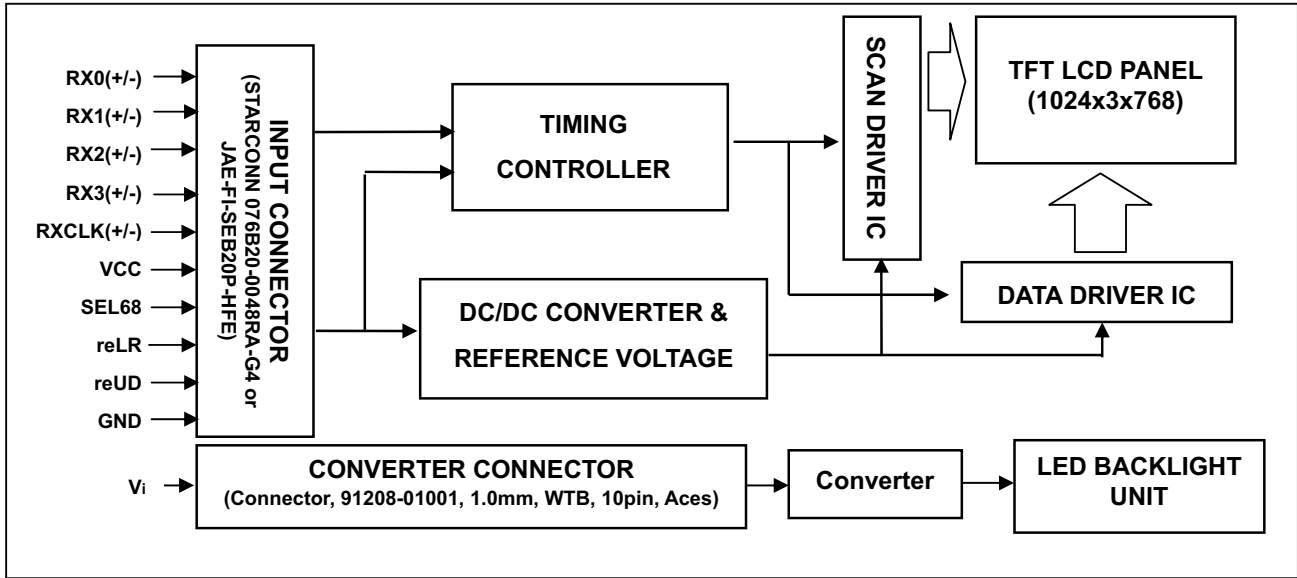 RX0(+/-)
RX1(+/-)
RX2(+/-)
RX3(+/-)
RXCLK(+/-)
VCC
SEL68
reLR
reUD
GND
INPUT CONNECTOR
(STARCONN 076B20-0048RA-G4 or
JAE-FI-SEB20P-HFE)
TIMING
CONTROLLER
DC/DC CONVERTER &
REFERENCE VOLTAGE
SCAN DRIVER IC
TFT LCD PANEL
(1024x3x768)
DATA DRIVER IC
Vi
CONVERTER CONNECTOR
(Connector, 91208-01001, 1.0mm, WTB, 10pin, Aces)
Converter
LED BACKLIGHT
UNIT